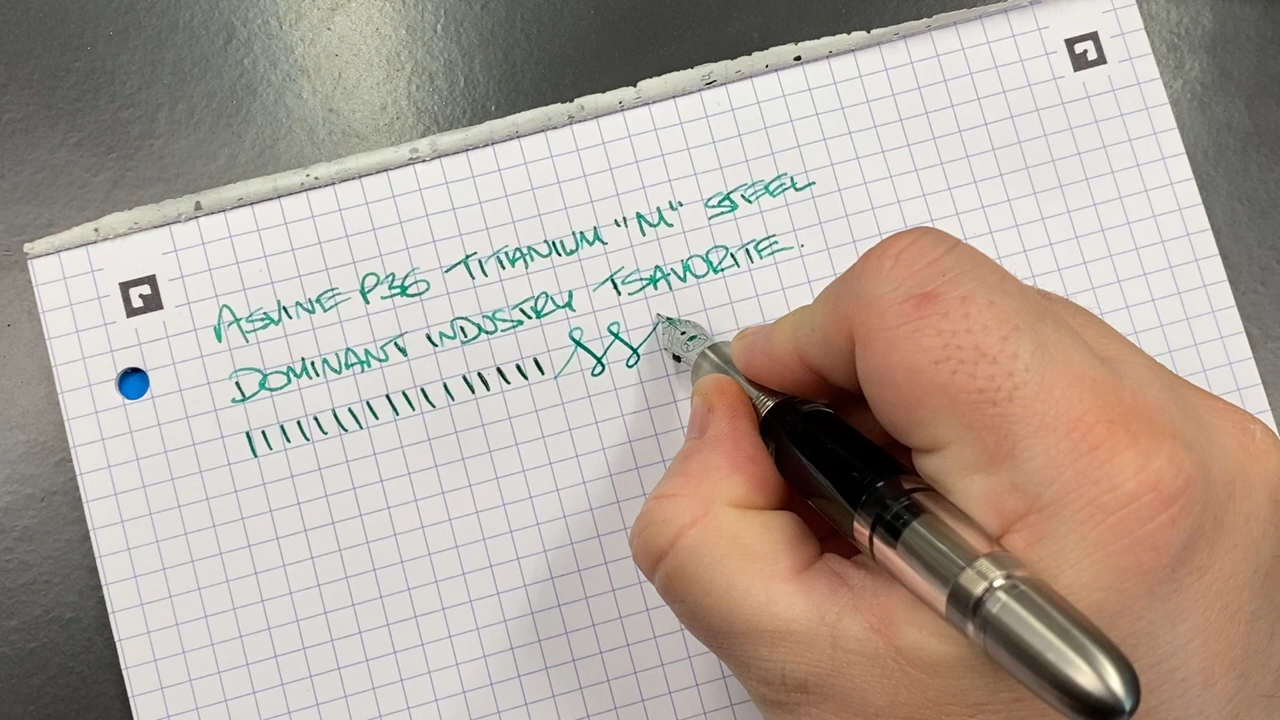 ASVINE P36 TITANIUM "M" STEEL
DOMINANT INDUSTRY TSAVORITE.